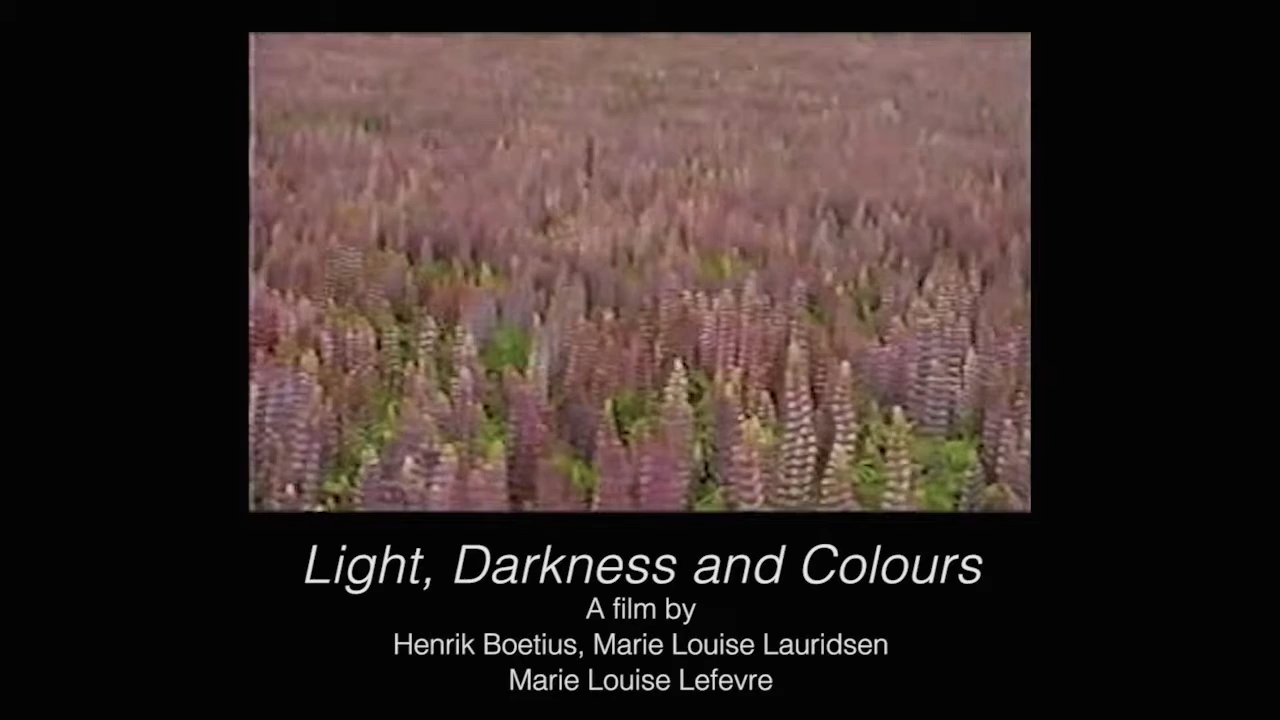 Light, Darkness and Colours
A film by
Henrik Boetius, Marie Louise Lauridsen
Marie Louise Lefevre